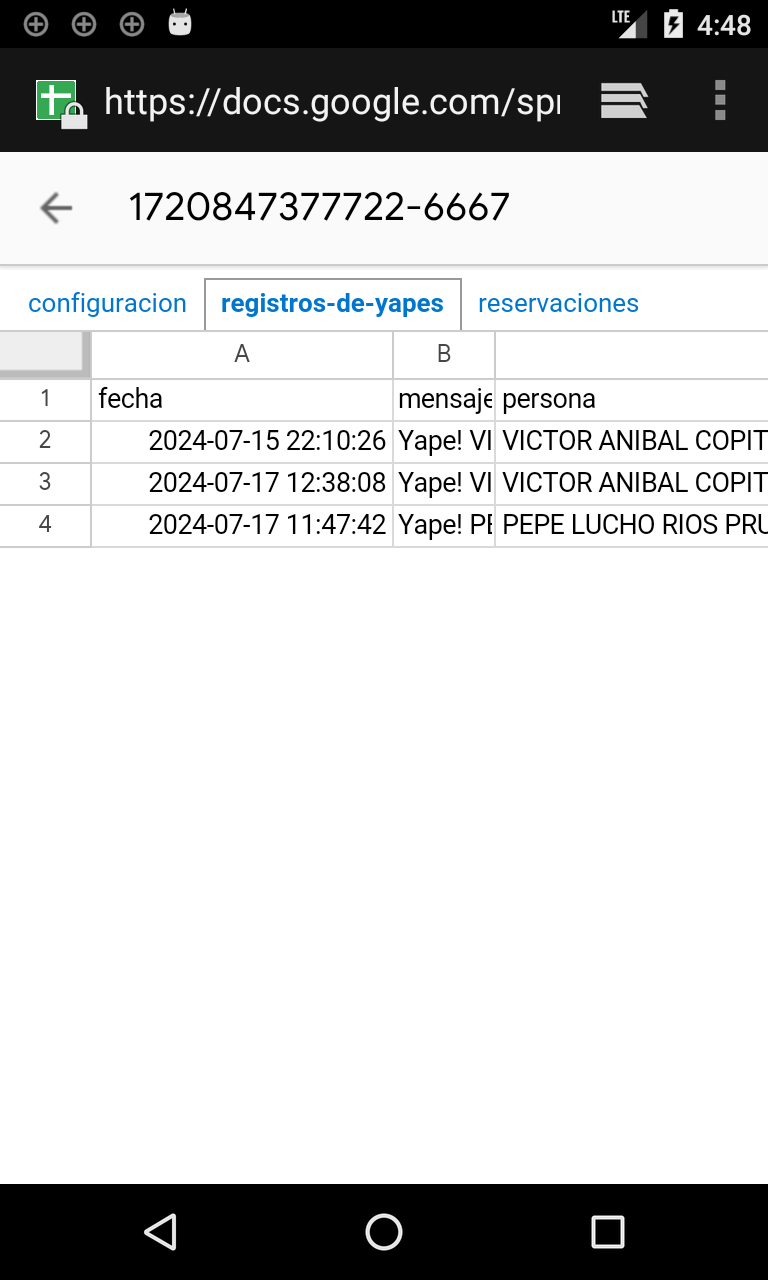 LTE 4:48
https://docs.google.com/spr
1720847377722-6667
configuracion registros-de-yapes reservaciones
A B
1 fecha mensaje persona
2 2024-07-15 22:10:26 Yape! VI VICTOR ANIBAL COPIT
3 2024-07-17 12:38:08 Yape! VI VICTOR ANIBAL COPIT
4 2024-07-17 11:47:42 Yape! PE PEPE LUCHO RIOS PRU